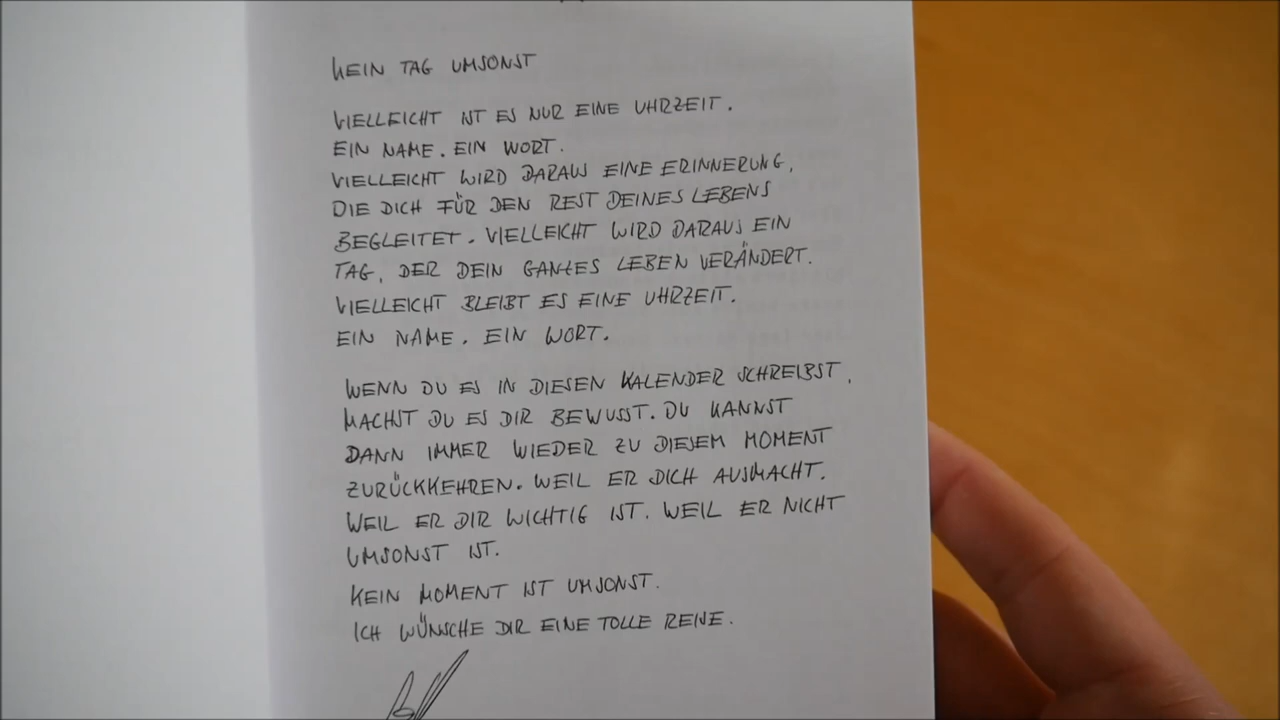 KEIN TAG UMSONST
VIELLEICHT IST ES NUR EINE UHRZEIT.
EIN NAME. EIN WORT.
VIELLEICHT WIRD DARAUS EINE ERINNERUNG,
DIE DICH FÜR DEN REST DEINES LEBENS
BEGLEITET. VIELLEICHT WIRD DARAUS EIN
TAG, DER DEIN GANZES LEBEN VERÄNDERT.
VIELLEICHT BLEIBT ES EINE UHRZEIT.
EIN NAME. EIN WORT.
WENN DU ES IN DIESEN KALENDER SCHREIBST,
MACHST DU ES DIR BEWUSST. DU KANNST
DANN IMMER WIEDER ZU DIESEM MOMENT
ZURÜCKKEHREN. WEIL ER DICH AUSMACHT.
WEIL ER DIR WICHTIG IST. WEIL ER NICHT
UMSONST IST.
KEIN MOMENT IST UMSONST.
ICH WÜNSCHE DIR EINE TOLLE REISE.